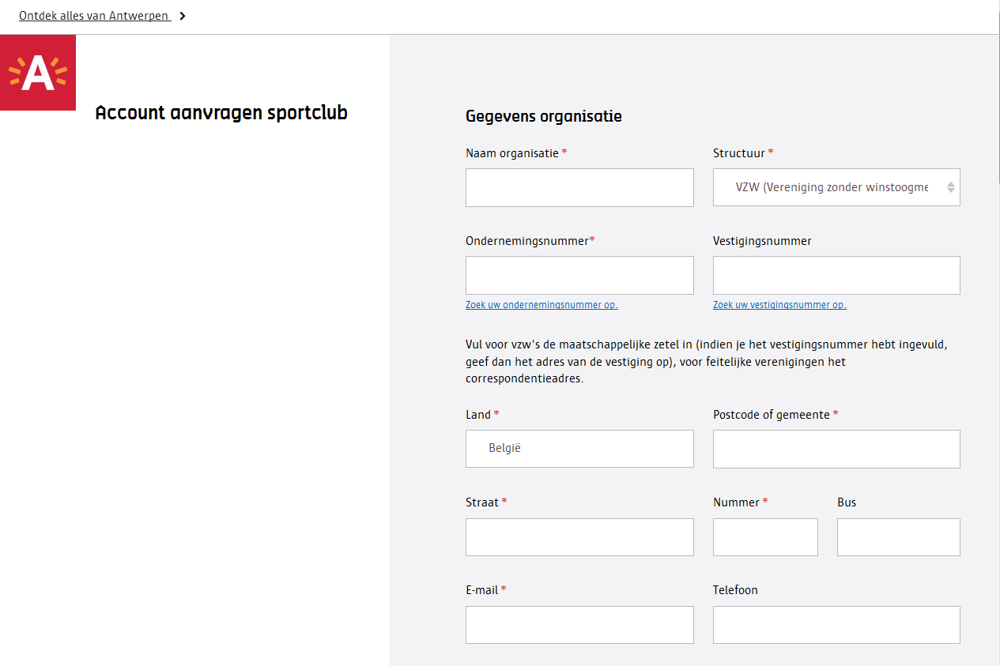 Ontdek alles van Antwerpen
A
Account aanvragen sportclub
Gegevens organisatie
Naam organisatie *
Structuur *
VZW (Vereniging zonder winstoogme
Ondernemingsnummer*
Vestigingsnummer
Zoek uw ondernemingsnummer op.
Zoek uw vestigingsnummer op.
Vul voor vzw's de maatschappelijke zetel in (indien je het vestigingsnummer hebt ingevuld,
geef dan het adres van de vestiging op), voor feitelijke verenigingen het
correspondentieadres.
Land *
Postcode of gemeente *
België
Straat *
Nummer *
Bus
E-mail *
Telefoon